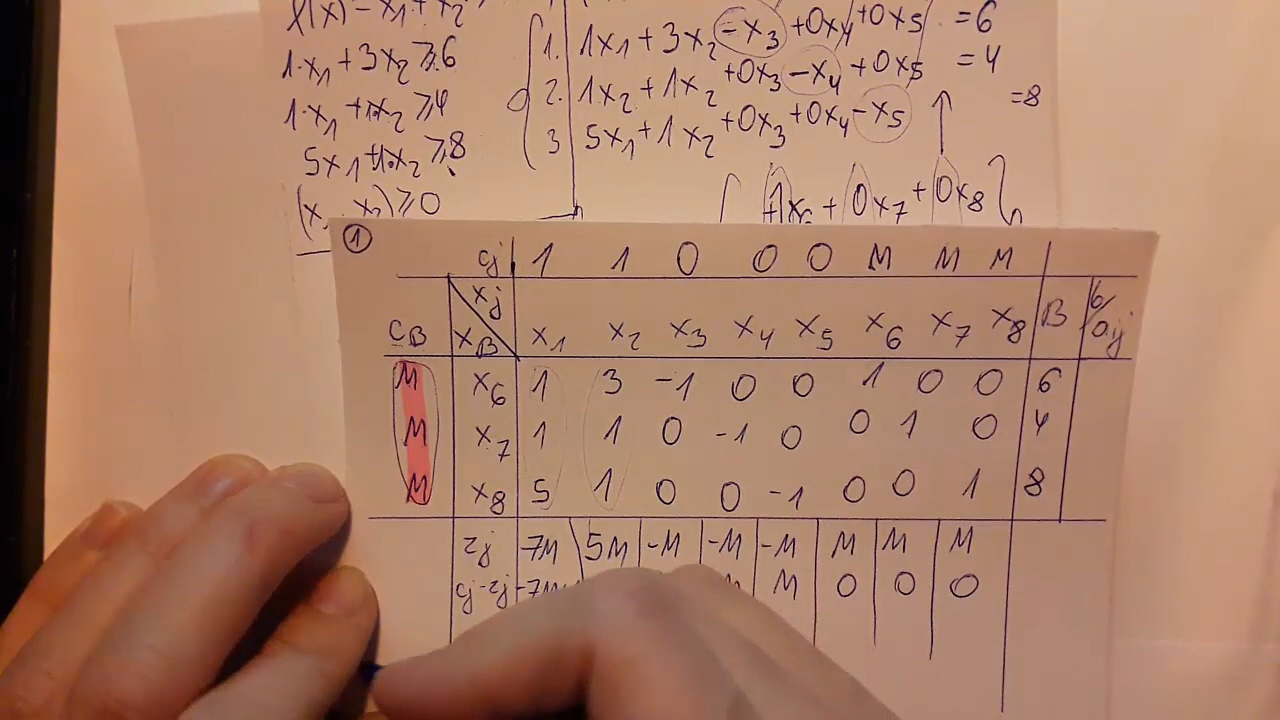 1·x1 + 3x2 ≥ 6
1·x1 + 1x2 ≥ 4
5x1 + 1·x2 ≥ 8
≥ 0
1. 1x1 + 3x2 -x3 +0x4 +0x5 = 6
2. 1x2 + 1x2 +0x3 -x4 +0x5 = 4
3 5x1 + 1x2 +0x3 +0x4 -x5 =8
+ 0x7 + 0x8
①
cj 1 1 0 0 0 M M M
xj
CB xB x1 x2 x3 x4 x5 x6 x7 x8 B b/aij
M x6 1 3 -1 0 0 1 0 0 6
M x7 1 1 0 -1 0 0 1 0 4
M x8 5 1 0 0 -1 0 0 1 8
zj 7M 5M -M -M -M M M M
cj-zj M 0 0 0